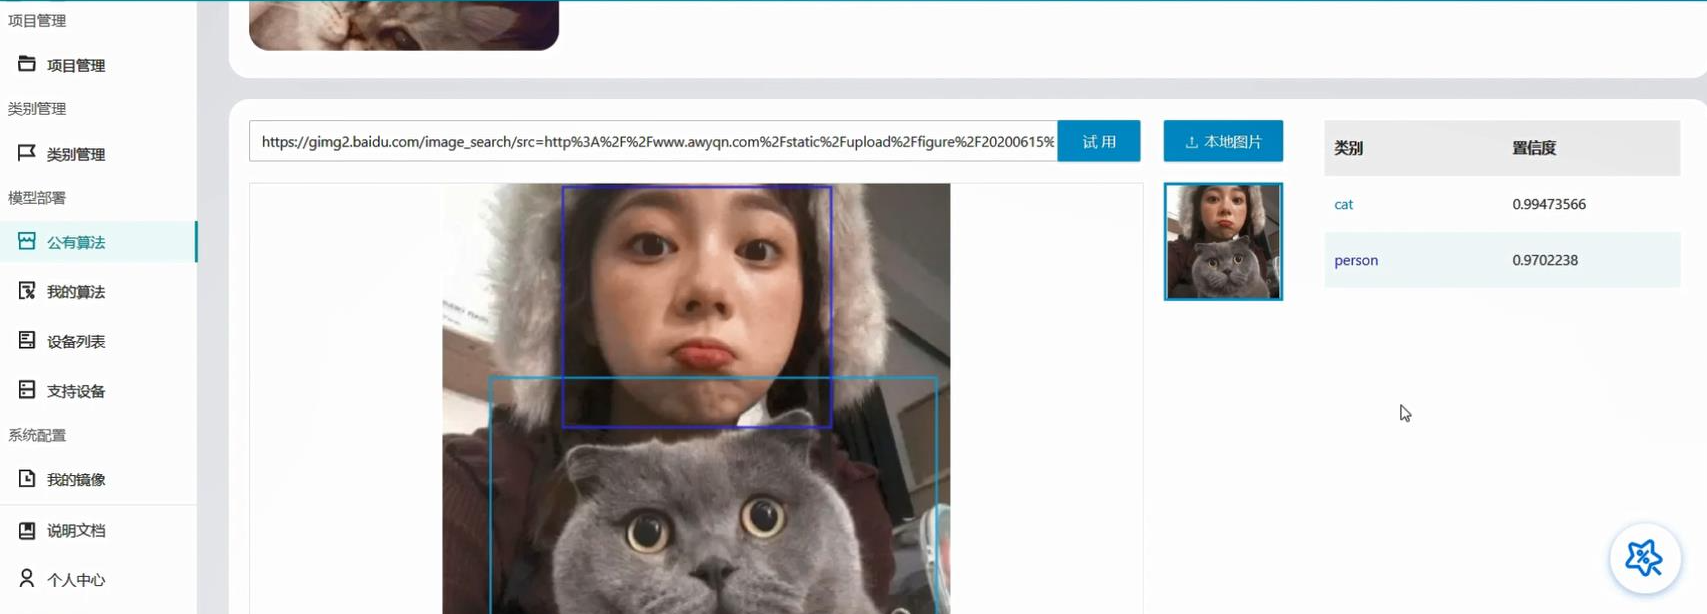 项目管理
项目管理
类别管理
类别管理
模型部署
公有算法
我的算法
设备列表
支持设备
系统配置
我的镜像
说明文档
个人中心
https://gimg2.baidu.com/image_search/src=http%3A%2F%2Fwww.awyqn.com%2Fstatic%2Fupload%2Ffigure%2F20200615%
试 用
本地图片
类别 置信度
cat 0.99473566
person 0.9702238